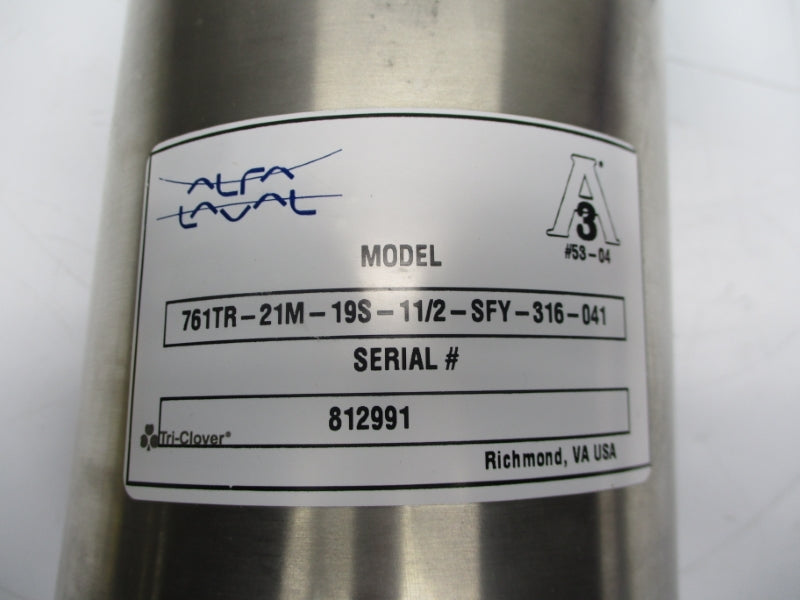 ALFA
LAVAL
A
3
#53-04
MODEL
761TR-21M-19S-11/2-SFY-316-041
SERIAL #
812991
Tri-Clover®
Richmond, VA USA